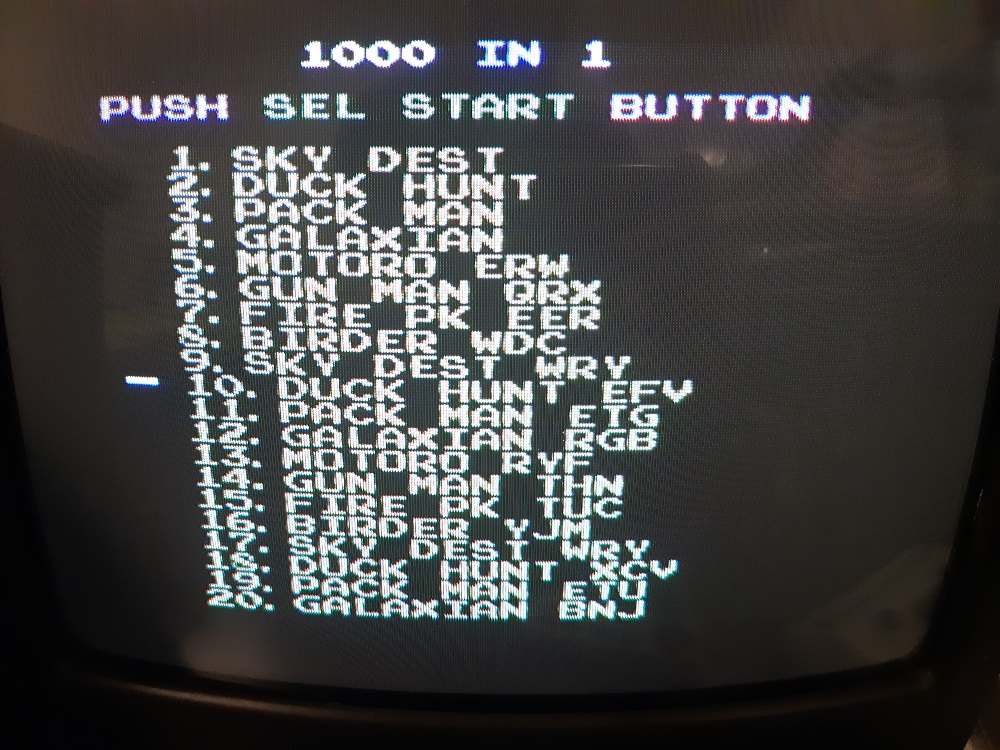 1000 IN 1
PUSH SEL START BUTTON
1. SKY DEST
2. DUCK HUNT
3. PACK MAN
4. GALAXIAN
5. MOTORO ERW
6. GUN MAN QRX
7. FIRE PK EER
8. BIRDER WDC
9. SKY DEST WRY
10. DUCK HUNT EFV
11. PACK MAN ETG
12. GALAXIAN RGB
13. MOTORO RYF
14. GUN MAN THN
15. FIRE PK TUC
16. BIRDER YJM
17. SKY DEST WRY
18. DUCK HUNT XCV
19. PACK MAN ETU
20. GALAXIAN BNJ